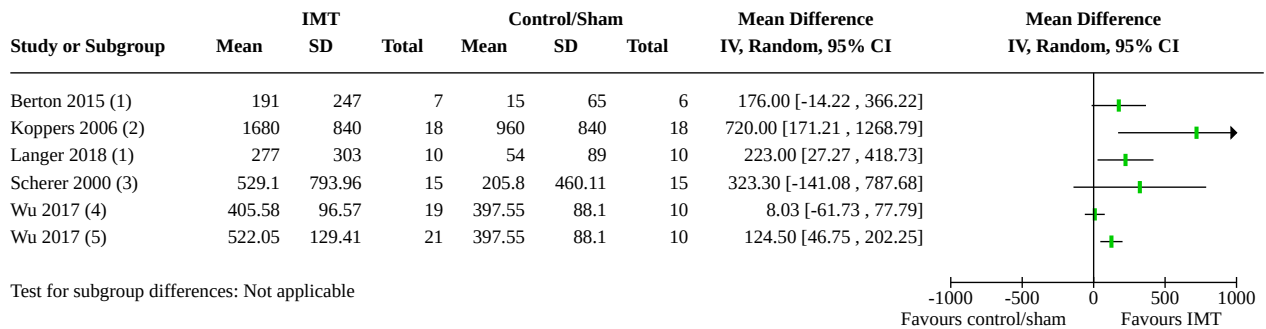 IMT Control/Sham Mean Difference Mean Difference
Study or Subgroup Mean SD Total Mean SD Total IV, Random, 95% CI IV, Random, 95% CI
Berton 2015 (1) 191 247 7 15 65 6 176.00 [-14.22 , 366.22]
Koppers 2006 (2) 1680 840 18 960 840 18 720.00 [171.21 , 1268.79]
Langer 2018 (1) 277 303 10 54 89 10 223.00 [27.27 , 418.73]
Scherer 2000 (3) 529.1 793.96 15 205.8 460.11 15 323.30 [-141.08 , 787.68]
Wu 2017 (4) 405.58 96.57 19 397.55 88.1 10 8.03 [-61.73 , 77.79]
Wu 2017 (5) 522.05 129.41 21 397.55 88.1 10 124.50 [46.75 , 202.25]
Test for subgroup differences: Not applicable
-1000 -500 0 500 1000
Favours control/sham Favours IMT